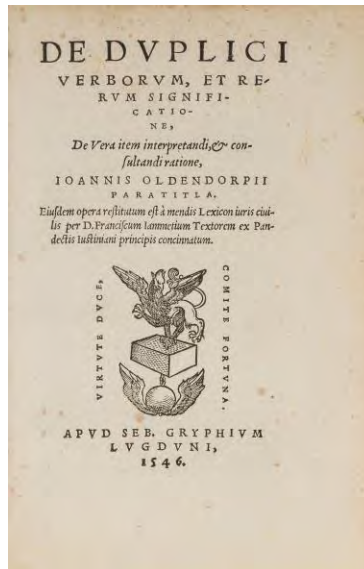 DE DVPLICI
VERBORVM, ET RE-
RVM SIGNIFI-
CATIO-
NE,
De Vera item interpretandi, & con-
sultandi ratione,
IOANNIS OLDENDORPII
PARATITLA.
Eiusdem opera restitutum est à mendis Lexicon iuris ciui-
lis per D. Franciscum Ianmetium Textorem ex Pan-
dectis Iustiniani principis concinnatum.
VIRTVTE DVCE,
COMITE FORTVNA.
APVD SEB. GRYPHIVM
LVGDVNI,
1546.